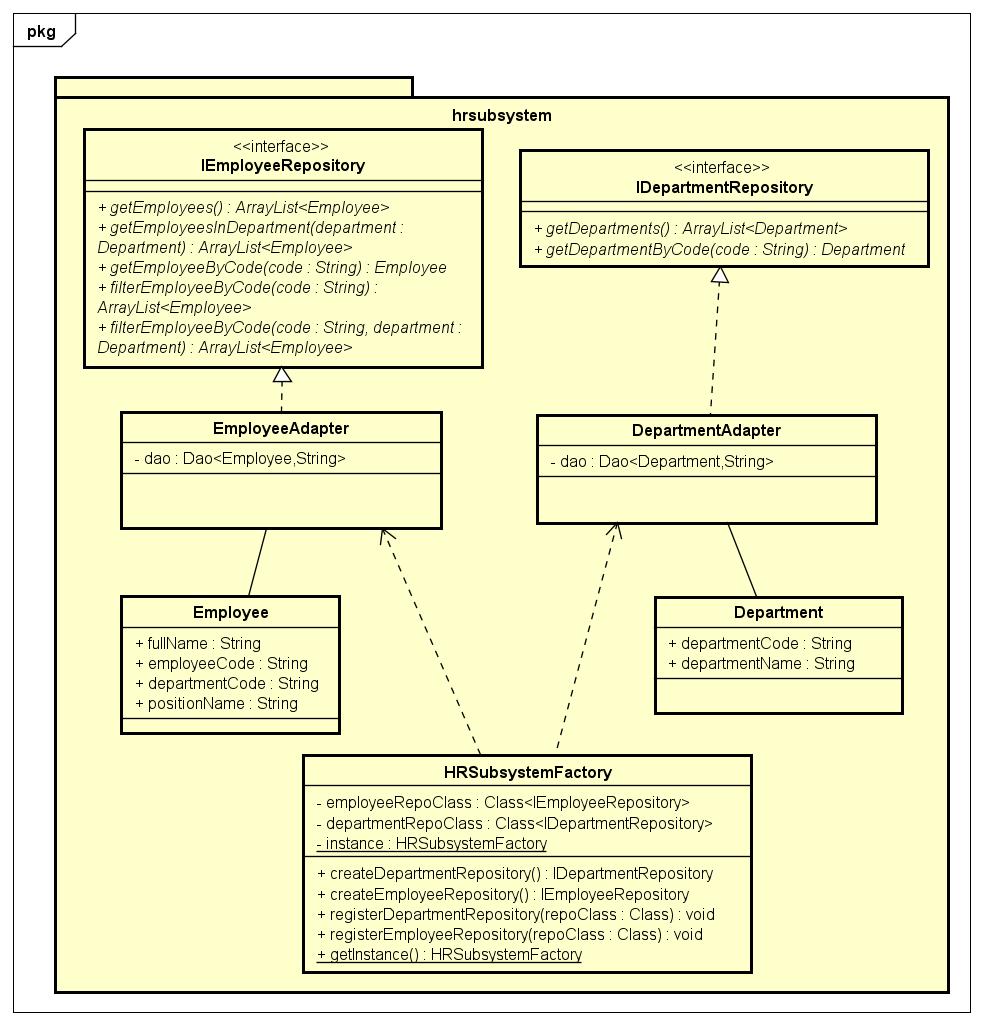 pkg
hrsubsystem
<<interface>>
IEmployeeRepository
+ getEmployees() : ArrayList<Employee>
+ getEmployeesInDepartment(department :
Department) : ArrayList<Employee>
+ getEmployeeByCode(code : String) : Employee
+ filterEmployeeByCode(code : String) :
ArrayList<Employee>
+ filterEmployeeByCode(code : String, department :
Department) : ArrayList<Employee>
<<interface>>
IDepartmentRepository
+ getDepartments() : ArrayList<Department>
+ getDepartmentByCode(code : String) : Department
EmployeeAdapter
- dao : Dao<Employee,String>
DepartmentAdapter
- dao : Dao<Department,String>
Employee
+ fullName : String
+ employeeCode : String
+ departmentCode : String
+ positionName : String
Department
+ departmentCode : String
+ departmentName : String
HRSubsystemFactory
- employeeRepoClass : Class<IEmployeeRepository>
- departmentRepoClass : Class<IDepartmentRepository>
- instance : HRSubsystemFactory
+ createDepartmentRepository() : IDepartmentRepository
+ createEmployeeRepository() : IEmployeeRepository
+ registerDepartmentRepository(repoClass : Class) : void
+ registerEmployeeRepository(repoClass : Class) : void
+ getInstance() : HRSubsystemFactory